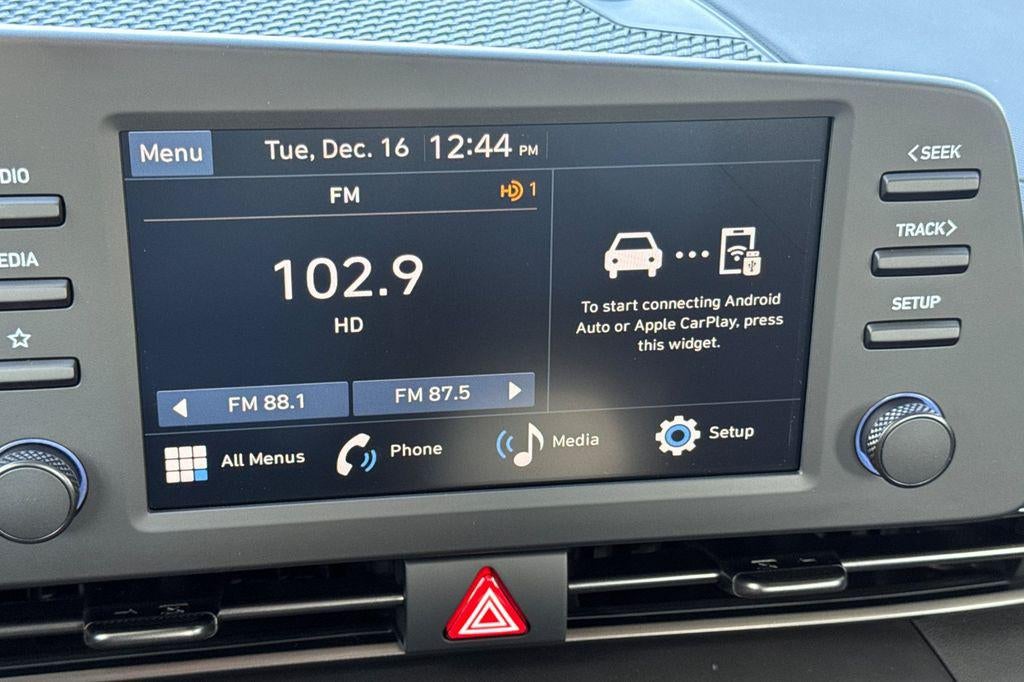 Menu
Tue, Dec. 16
12:44 PM
FM
HD 1
102.9
HD
FM 88.1
FM 87.5
To start connecting Android
Auto or Apple CarPlay, press
this widget.
All Menus
Phone
Media
Setup
DIO
EDIA
<SEEK
TRACK>
SETUP